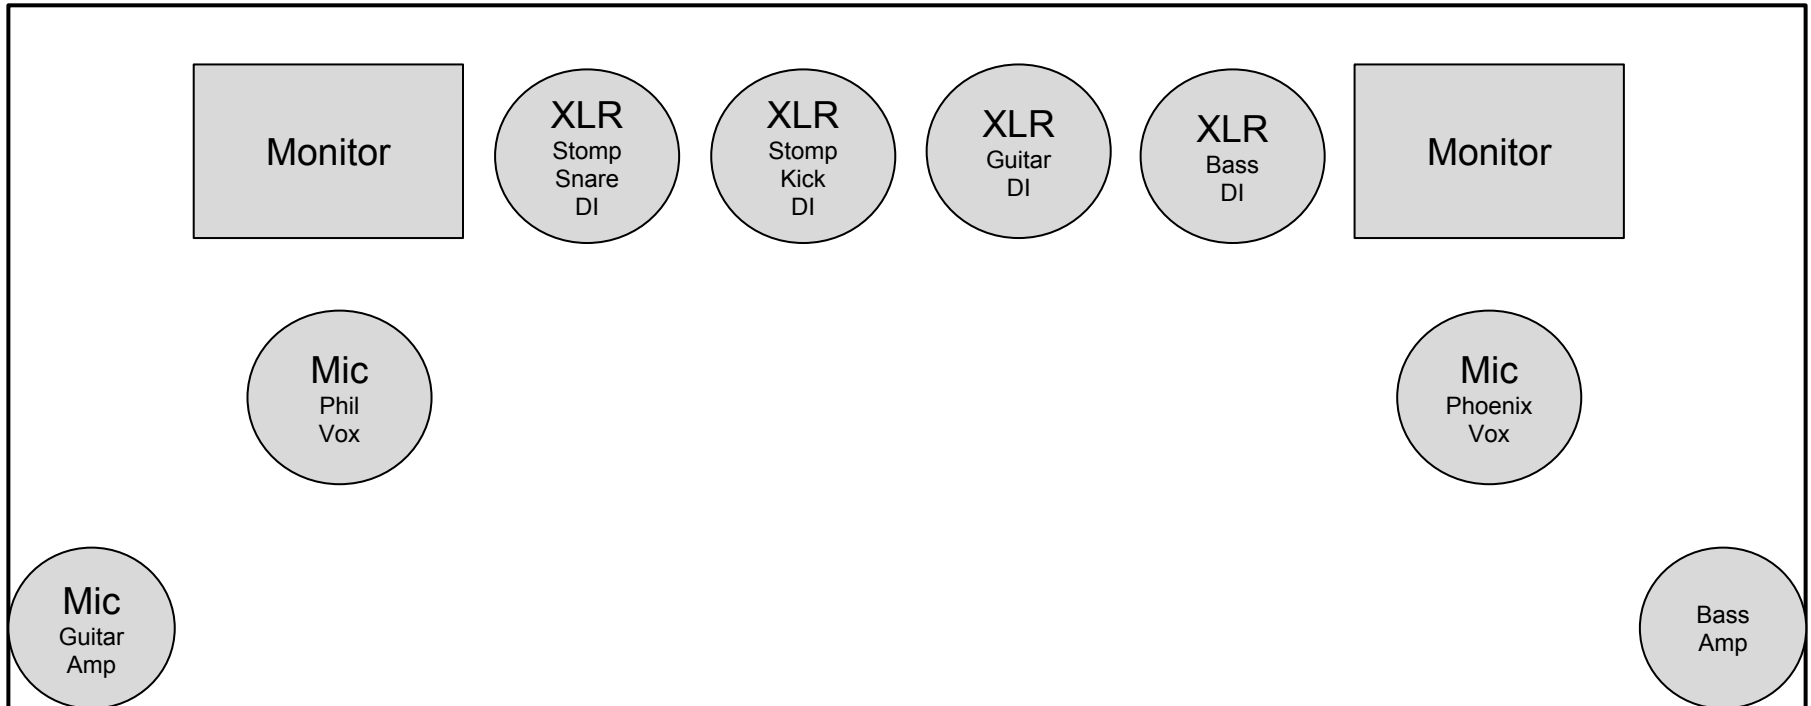 Monitor
XLR
Stomp
Snare
DI
XLR
Stomp
Kick
DI
XLR
Guitar
DI
XLR
Bass
DI
Monitor
Mic
Phil
Vox
Mic
Phoenix
Vox
Mic
Guitar
Amp
Bass
Amp